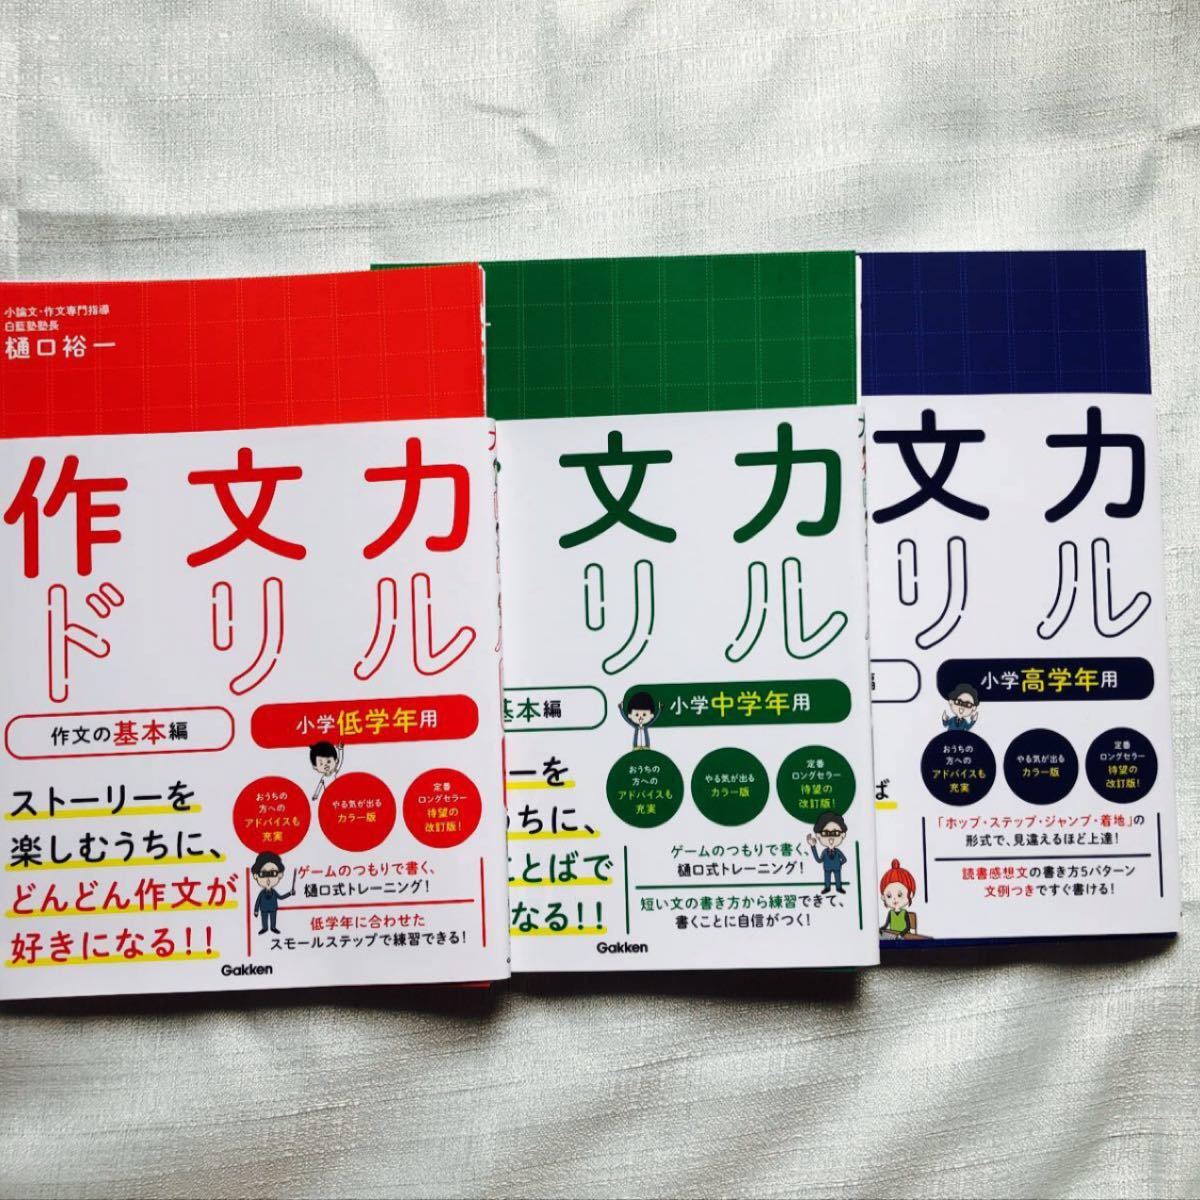 小論文・作文専門指導
白藍塾塾長
樋口裕一
作文力
ドリル
作文の基本編
小学低学年用
おうちの
方への
アドバイスも
充実
やる気が出る
カラー版
定番
ロングセラー
待望の
改訂版!
ストーリーを
楽しむうちに、
どんどん作文が
好きになる!!
ゲームのつもりで書く、
樋口式トレーニング!
低学年に合わせた
スモールステップで練習できる!
Gakken
文力
リル
基本編
小学中学年用
おうちの
方への
アドバイスも
充実
やる気が出る
カラー版
定番
ロングセラー
待望の
改訂版!
ーを
うちに、
ことばで
なる!!
ゲームのつもりで書く、
樋口式トレーニング!
短い文の書き方から練習できて、
書くことに自信がつく!
Gakken
文力
リル
編
小学高学年用
おうちの
方への
アドバイスも
充実
やる気が出る
カラー版
定番
ロングセラー
待望の
改訂版!
ば
「ホップ・ステップ・ジャンプ・着地」の
形式で、見違えるほど上達!
読書感想文の書き方5パターン
文例つきですぐ書ける!